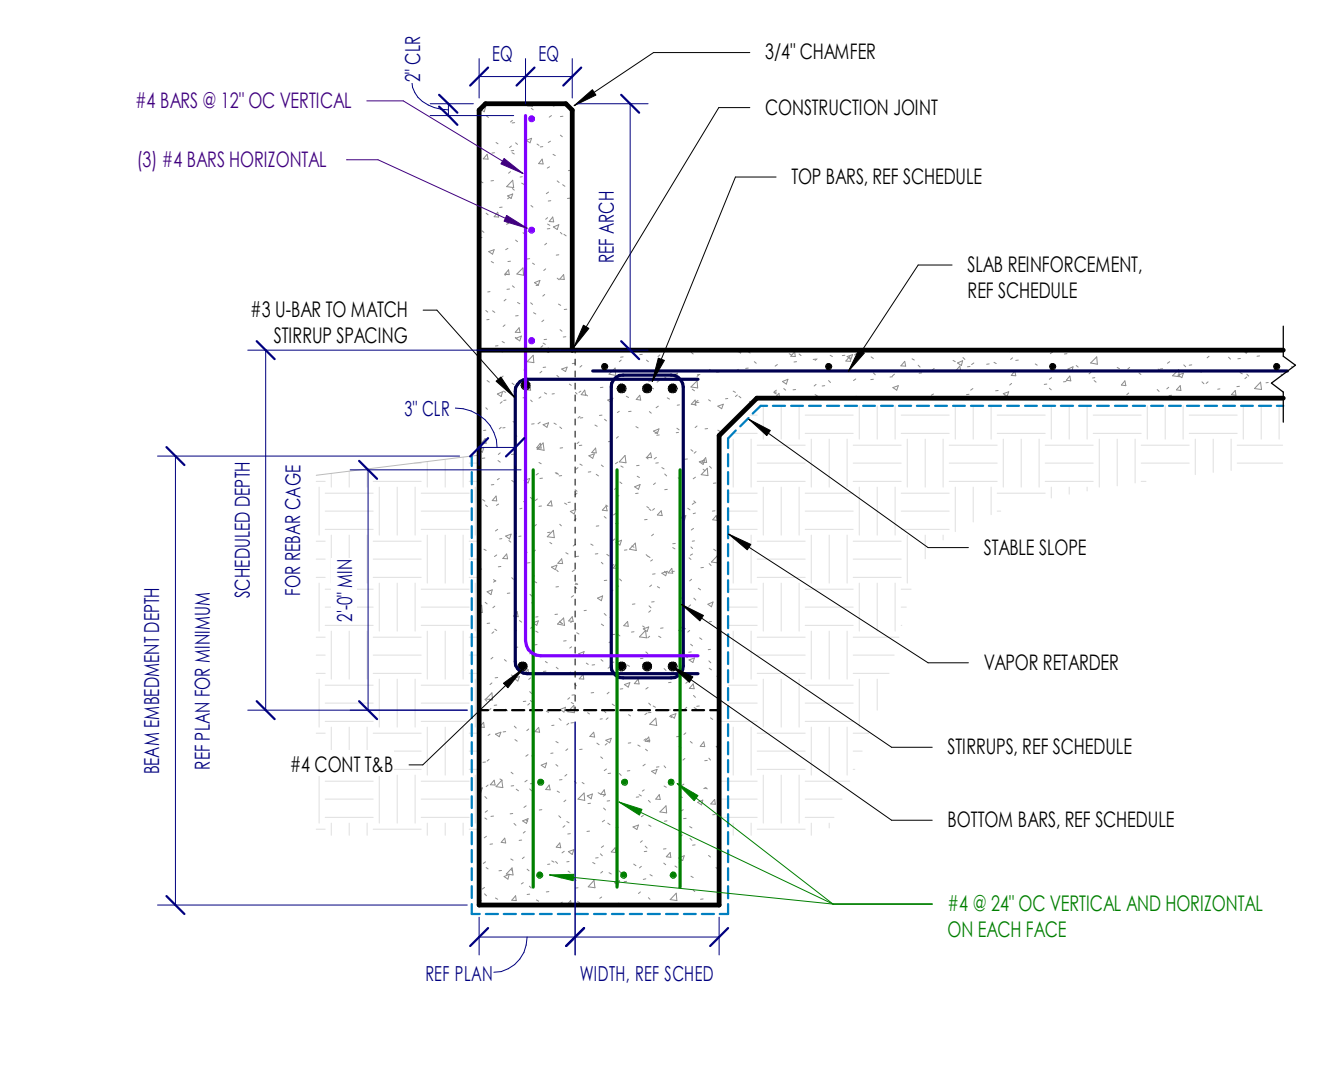 2" CLR
EQ
EQ
3/4" CHAMFER
#4 BARS @ 12" OC VERTICAL
CONSTRUCTION JOINT
(3) #4 BARS HORIZONTAL
TOP BARS, REF SCHEDULE
REF ARCH
SLAB REINFORCEMENT,
REF SCHEDULE
#3 U-BAR TO MATCH
STIRRUP SPACING
3" CLR
SCHEDULED DEPTH
FOR REBAR CAGE
2'-0" MIN
STABLE SLOPE
BEAM EMBEDMENT DEPTH
REF PLAN FOR MINIMUM
VAPOR RETARDER
STIRRUPS, REF SCHEDULE
#4 CONT T&B
BOTTOM BARS, REF SCHEDULE
#4 @ 24" OC VERTICAL AND HORIZONTAL
ON EACH FACE
REF PLAN
WIDTH, REF SCHED